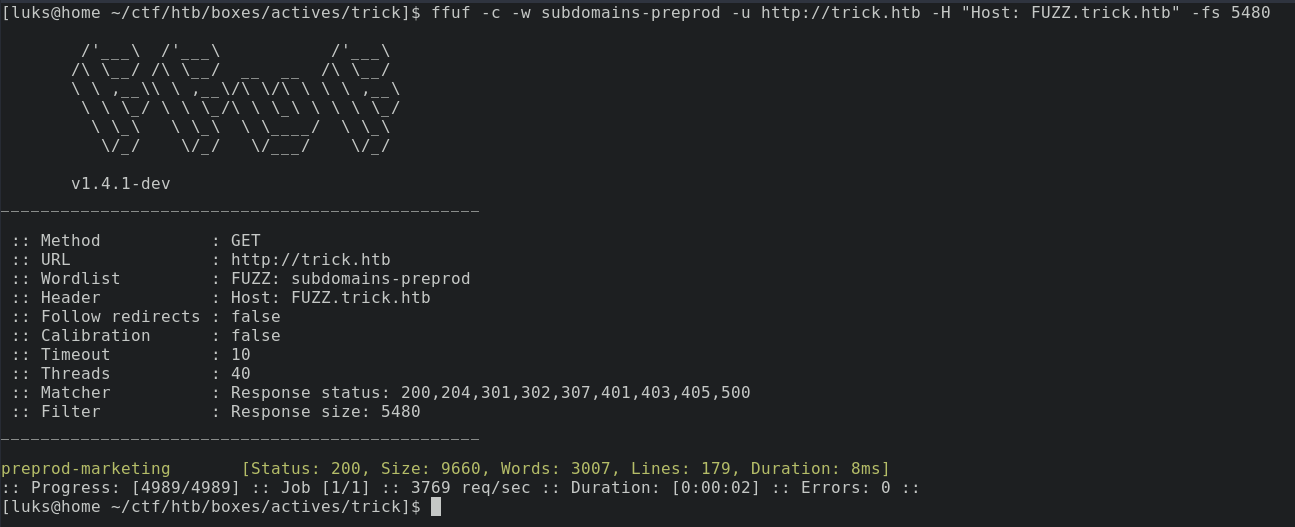 [luks@home ~/ctf/htb/boxes/actives/trick]$ ffuf -c -w subdomains-preprod -u http://trick.htb -H "Host: FUZZ.trick.htb" -fs 5480
        /'___\  /'___\           /'___\
       /\ \__/ /\ \__/  __  __  /\ \__/
       \ \ ,__\\ \ ,__\/\ \/\ \ \ \ ,__\
        \ \ \_/ \ \ \_/\ \ \_\ \ \ \ \_/
         \ \_\   \ \_\  \ \____/  \ \_\
          \/_/    \/_/   \/___/    \/_/
       v1.4.1-dev
________________________________________________
 :: Method           : GET
 :: URL              : http://trick.htb
 :: Wordlist         : FUZZ: subdomains-preprod
 :: Header           : Host: FUZZ.trick.htb
 :: Follow redirects : false
 :: Calibration      : false
 :: Timeout          : 10
 :: Threads          : 40
 :: Matcher          : Response status: 200,204,301,302,307,401,403,405,500
 :: Filter           : Response size: 5480
________________________________________________
preprod-marketing       [Status: 200, Size: 9660, Words: 3007, Lines: 179, Duration: 8ms]
:: Progress: [4989/4989] :: Job [1/1] :: 3769 req/sec :: Duration: [0:00:02] :: Errors: 0 ::
[luks@home ~/ctf/htb/boxes/actives/trick]$